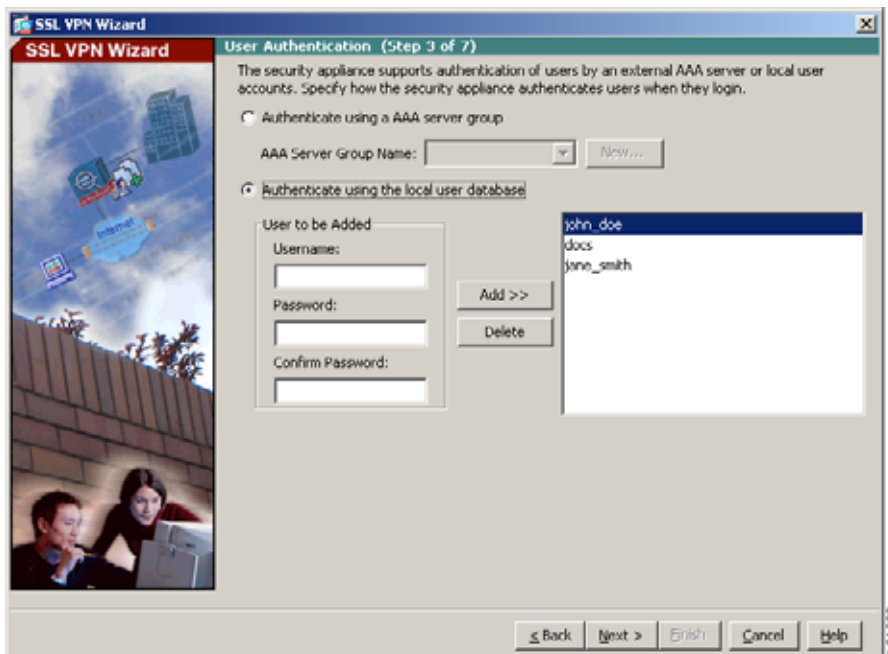 SSL VPN Wizard
SSL VPN Wizard
User Authentication (Step 3 of 7)
The security appliance supports authentication of users by an external AAA server or local user
accounts. Specify how the security appliance authenticates users when they login.
Authenticate using a AAA server group
AAA Server Group Name:
New...
Authenticate using the local user database
User to be Added
Username:
Password:
Confirm Password:
Add >>
Delete
john_doe
docs
jane_smith
Internet
< Back
Next >
Finish
Cancel
Help